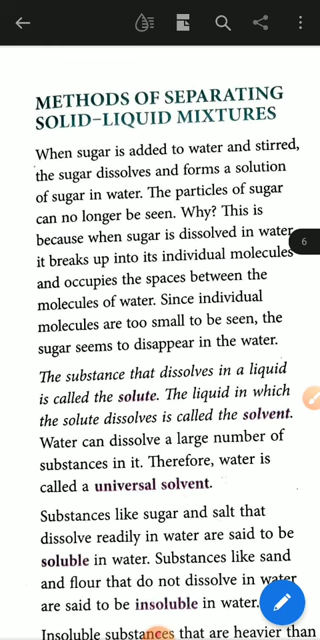 METHODS OF SEPARATING
SOLID–LIQUID MIXTURES
When sugar is added to water and stirred,
the sugar dissolves and forms a solution
of sugar in water. The particles of sugar
can no longer be seen. Why? This is
because when sugar is dissolved in water,
6
it breaks up into its individual molecules
and occupies the spaces between the
molecules of water. Since individual
molecules are too small to be seen, the
sugar seems to disappear in the water.
The substance that dissolves in a liquid
is called the solute. The liquid in which
the solute dissolves is called the solvent.
Water can dissolve a large number of
substances in it. Therefore, water is
called a universal solvent.
Substances like sugar and salt that
dissolve readily in water are said to be
soluble in water. Substances like sand
and flour that do not dissolve in water
are said to be insoluble in water.
Insoluble substances that are heavier than